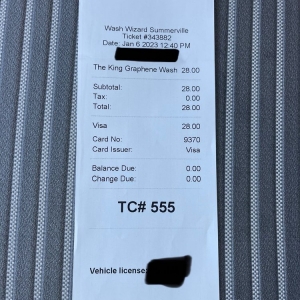 Wash Wizard Summerville
Ticket #343882
Date: Jan 6 2023 12:40 PM
The King Graphene Wash 28.00
Subtotal: 28.00
Tax: 0.00
Total: 28.00
Visa 28.00
Card No: 9370
Card Issuer: Visa
Balance Due: 0.00
Change Due: 0.00
TC# 555
Vehicle license: